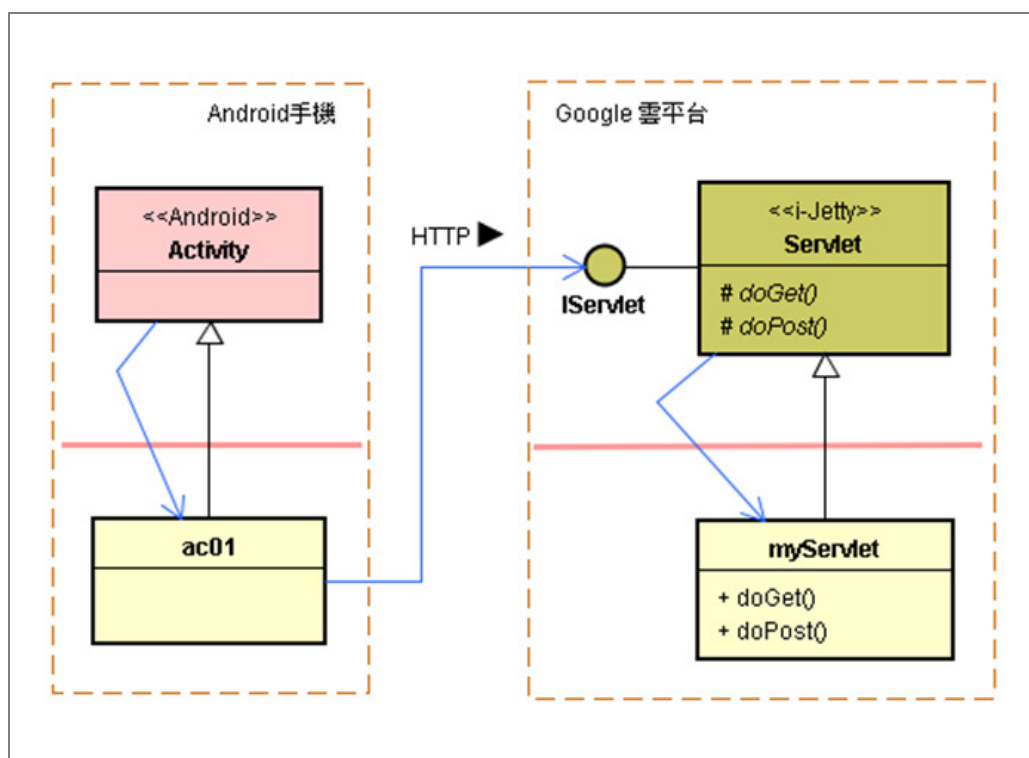 Android手機
<<Android>>
Activity
ac01
HTTP ▶
IServlet
Google 雲平台
<<i-Jetty>>
Servlet
# doGet()
# doPost()
myServlet
+ doGet()
+ doPost()